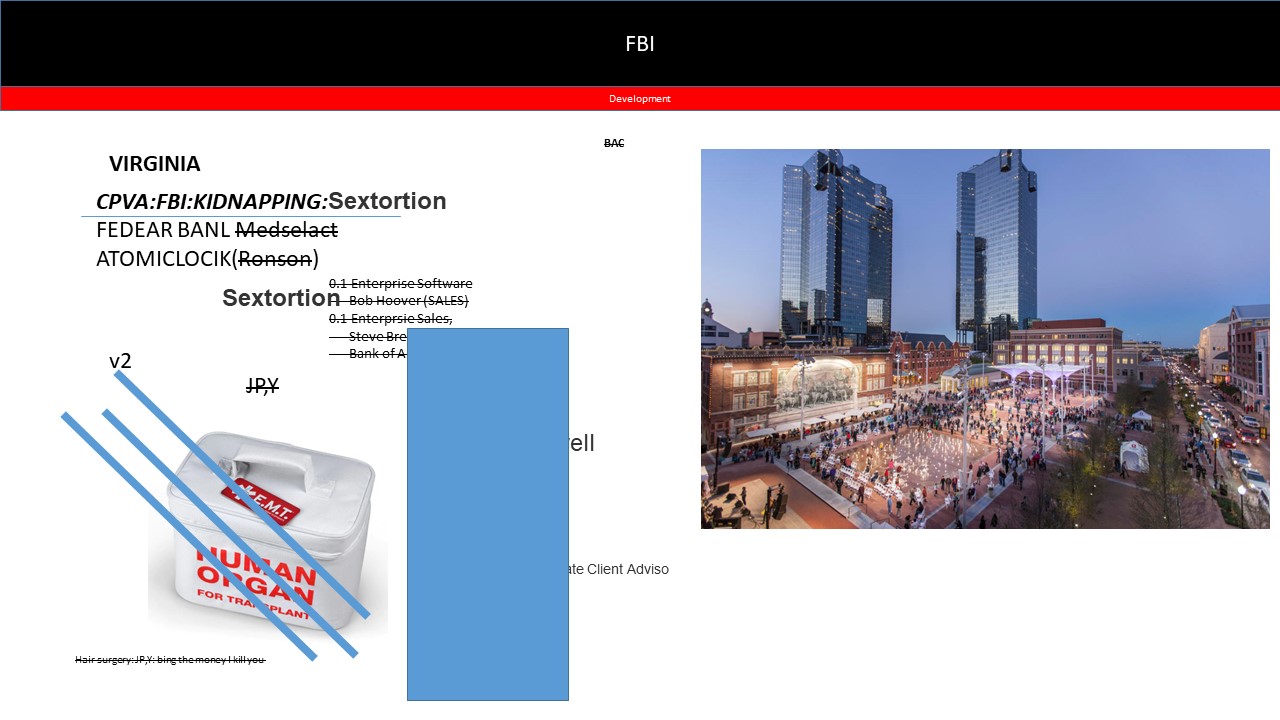 FBI
Development
BAC
VIRGINIA
CPVA:FBI:KIDNAPPING:Sextortion
FEDEAR BANL Medselact
ATOMICLOCIK(Ronson)
0.1 Enterprise Software
Sextortion
Bob Hoover (SALES)
0.1 Enterprsie Sales,
Steve Bre
Bank of A
v2
JP,Y
ell
E.M.T.
HUMAN
ORGAN
FOR TRANSPLANT
ate Client Adviso
Hair surgery:JP,Y: bing the money I kill you